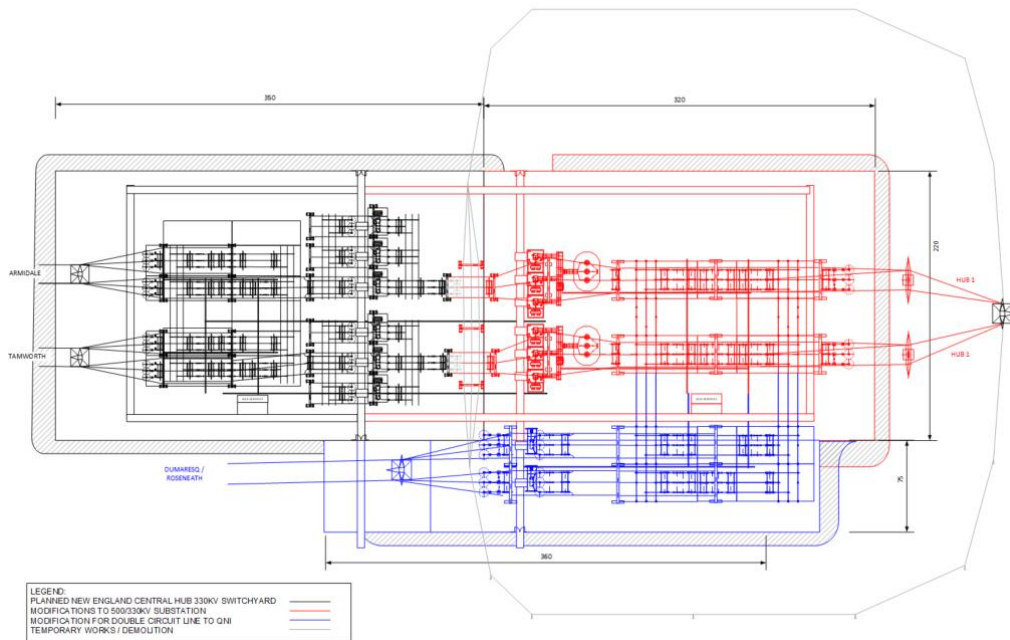 350
320
220
ARMIDALE
HUB 1
TAMWORTH
HUB 1
DUMARESQ /
ROSENEATH
75
360
LEGEND:
PLANNED NEW ENGLAND CENTRAL HUB 330KV SWITCHYARD
MODIFICATIONS TO 500/330KV SUBSTATION
MODIFICATION FOR DOUBLE CIRCUIT LINE TO QNI
TEMPORARY WORKS / DEMOLITION